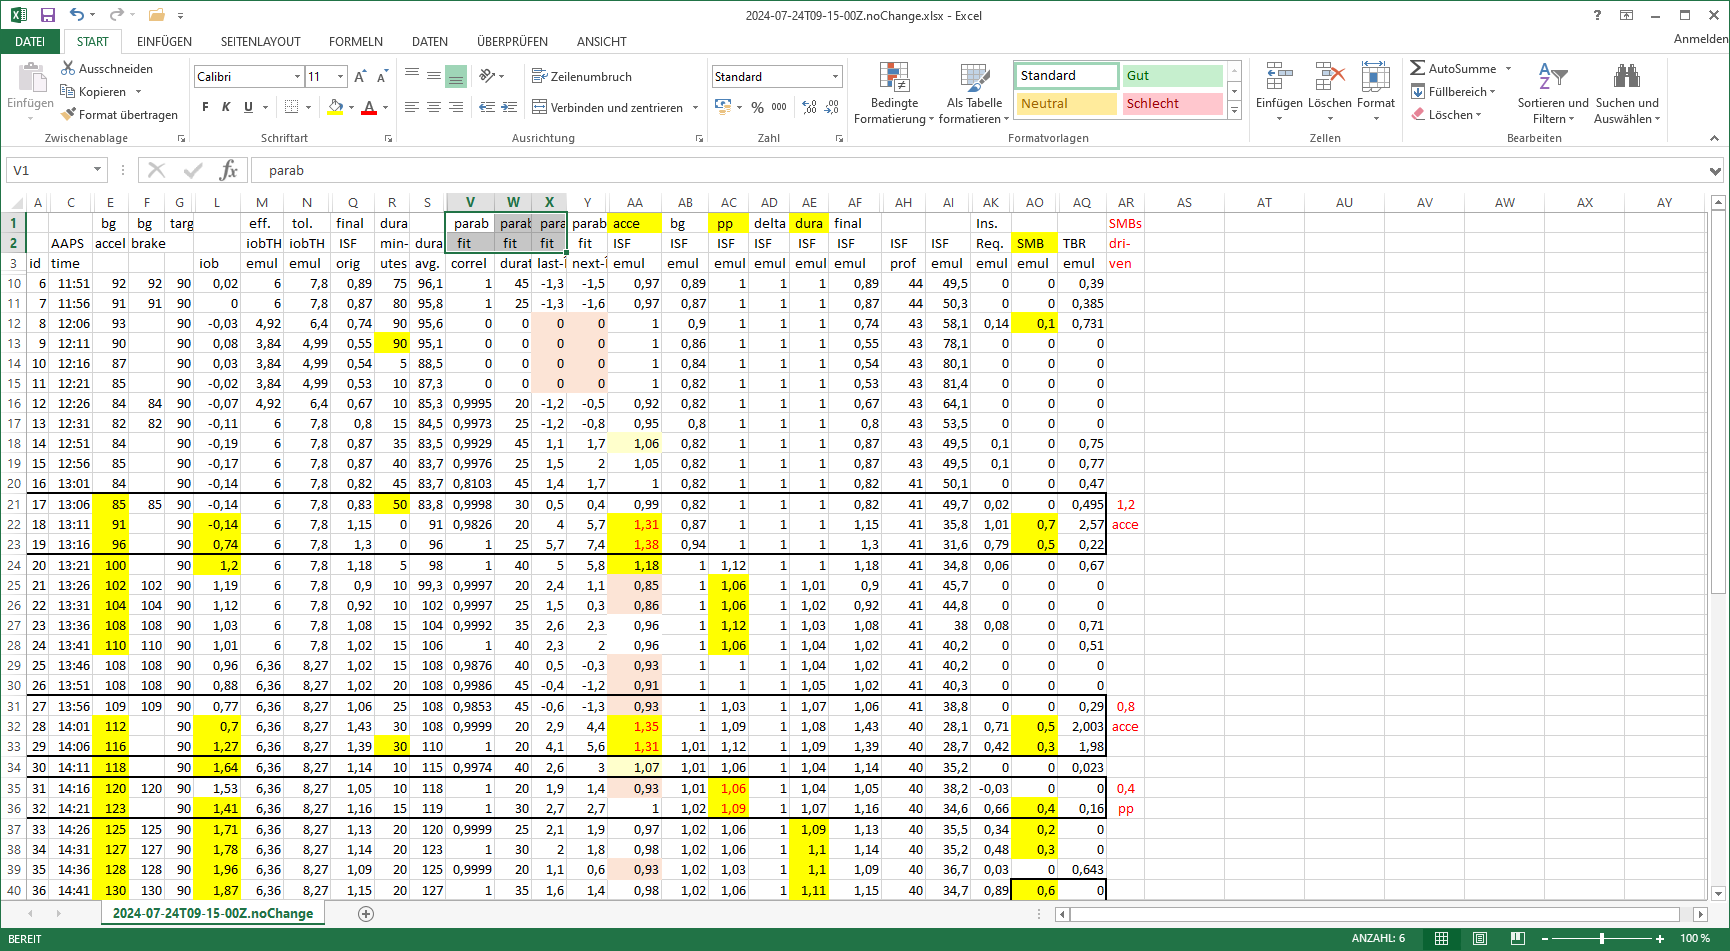 2024-07-24T09-15-00Z.noChange.xlsx - Excel
DATEI START EINFÜGEN SEITENLAYOUT FORMELN DATEN ÜBERPRÜFEN ANSICHT Anmelden
Einfügen
Ausschneiden
Kopieren
Format übertragen
Zwischenablage
Calibri 11
F K U
Schriftart
Zeilenumbruch
Verbinden und zentrieren
Ausrichtung
Standard
% 000
Zahl
Bedingte Formatierung
Als Tabelle formatieren
Standard Gut
Neutral Schlecht
Formatvorlagen
Einfügen Löschen Format
Zellen
AutoSumme
Füllbereich
Löschen
Sortieren und Filtern
Suchen und Auswählen
Bearbeiten
V1 fx parab
A C E F G L M N Q R S V W X Y AA AB AC AD AE AF AH AI AK AO AQ AR AS AT AU AV AW AX AY
1 bg bg targ eff. tol. final dura parab parab para parab acce bg pp delta dura final Ins. SMBs
2 AAPS accel brake iobTH iobTH ISF min- dura fit fit fit fit ISF ISF ISF ISF ISF ISF ISF ISF Req. SMB TBR dri-
3 id time iob emul emul orig utes avg. correl durat last- next- emul emul emul emul emul emul prof emul emul emul emul ven
10 6 11:51 92 92 90 0,02 6 7,8 0,89 75 96,1 1 45 -1,3 -1,5 0,97 0,89 1 1 1 0,89 44 49,5 0 0 0,39
11 7 11:56 91 91 90 0 6 7,8 0,87 80 95,8 1 25 -1,3 -1,6 0,97 0,87 1 1 1 0,87 44 50,3 0 0 0,385
12 8 12:06 93 90 -0,03 4,92 6,4 0,74 90 95,6 0 0 0 0 1 0,9 1 1 1 0,74 43 58,1 0,14 0,1 0,731
13 9 12:11 90 90 0,08 3,84 4,99 0,55 90 95,1 0 0 0 0 1 0,86 1 1 1 0,55 43 78,1 0 0 0
14 10 12:16 87 90 0,03 3,84 4,99 0,54 5 88,5 0 0 0 0 1 0,84 1 1 1 0,54 43 80,1 0 0 0
15 11 12:21 85 90 -0,02 3,84 4,99 0,53 10 87,3 0 0 0 0 1 0,82 1 1 1 0,53 43 81,4 0 0 0
16 12 12:26 84 84 90 -0,07 4,92 6,4 0,67 10 85,3 0,9995 20 -1,2 -0,5 0,92 0,82 1 1 1 0,67 43 64,1 0 0 0
17 13 12:31 82 82 90 -0,11 6 7,8 0,8 15 84,5 0,9973 25 -1,2 -0,8 0,95 0,8 1 1 1 0,8 43 53,5 0 0 0
18 14 12:51 84 90 -0,19 6 7,8 0,87 35 83,5 0,9929 45 1,1 1,7 1,06 0,82 1 1 1 0,87 43 49,5 0,1 0 0,75
19 15 12:56 85 90 -0,17 6 7,8 0,87 40 83,7 0,9976 25 1,5 2 1,05 0,82 1 1 1 0,87 43 49,5 0,1 0 0,77
20 16 13:01 84 90 -0,14 6 7,8 0,82 45 83,7 0,8103 45 1,4 1,7 1 0,82 1 1 1 0,82 41 50,1 0 0 0,47
21 17 13:06 85 85 90 -0,14 6 7,8 0,83 50 83,8 0,9998 30 0,5 0,4 0,99 0,82 1 1 1 0,82 41 49,7 0,02 0 0,495 1,2
22 18 13:11 91 90 -0,14 6 7,8 1,15 0 91 0,9826 20 4 5,7 1,31 0,87 1 1 1 1,15 41 35,8 1,01 0,7 2,57 acce
23 19 13:16 96 90 0,74 6 7,8 1,3 0 96 1 25 5,7 7,4 1,38 0,94 1 1 1 1,3 41 31,6 0,79 0,5 0,22
24 20 13:21 100 90 1,2 6 7,8 1,18 5 98 1 40 5 5,8 1,18 1 1,12 1 1 1,18 41 34,8 0,06 0 0,67
25 21 13:26 102 102 90 1,19 6 7,8 0,9 10 99,3 0,9997 20 2,4 1,1 0,85 1 1,06 1 1,01 0,9 41 45,7 0 0 0
26 22 13:31 104 104 90 1,12 6 7,8 0,92 10 102 0,9997 25 1,5 0,3 0,86 1 1,06 1 1,02 0,92 41 44,8 0 0 0
27 23 13:36 108 108 90 1,03 6 7,8 1,08 15 104 0,9992 35 2,6 2,3 0,96 1 1,12 1 1,03 1,08 41 38 0,08 0 0,71
28 24 13:41 110 110 90 1,01 6 7,8 1,02 15 106 1 40 2,3 2 0,96 1 1,06 1 1,04 1,02 41 40,2 0 0 0,51
29 25 13:46 108 108 90 0,96 6,36 8,27 1,02 15 108 0,9876 40 0,5 -0,3 0,93 1 1 1 1,04 1,02 41 40,2 0 0 0
30 26 13:51 108 108 90 0,88 6,36 8,27 1,02 20 108 0,9986 45 -0,4 -1,2 0,91 1 1 1 1,05 1,02 41 40,3 0 0 0
31 27 13:56 109 109 90 0,77 6,36 8,27 1,06 25 108 0,9853 45 -0,6 -1,3 0,93 1 1,03 1 1,07 1,06 41 38,8 0 0 0,29 0,8
32 28 14:01 112 90 0,7 6,36 8,27 1,43 30 108 0,9999 20 2,9 4,4 1,35 1 1,09 1 1,08 1,43 40 28,1 0,71 0,5 2,003 acce
33 29 14:06 116 90 1,27 6,36 8,27 1,39 30 110 1 20 4,1 5,6 1,31 1,01 1,12 1 1,09 1,39 40 28,7 0,42 0,3 1,98
34 30 14:11 118 90 1,64 6,36 8,27 1,14 10 115 0,9974 40 2,6 3 1,07 1,01 1,06 1 1,04 1,14 40 35,2 0 0 0,023
35 31 14:16 120 120 90 1,53 6,36 8,27 1,05 10 118 1 20 1,9 1,4 0,93 1,01 1,06 1 1,04 1,05 40 38,2 -0,03 0 0 0,4
36 32 14:21 123 90 1,41 6,36 8,27 1,16 15 119 1 30 2,7 2,7 1 1,02 1,09 1 1,07 1,16 40 34,6 0,66 0,4 0,16 pp
37 33 14:26 125 125 90 1,71 6,36 8,27 1,13 20 120 0,9999 25 2,1 1,9 0,97 1,02 1,06 1 1,09 1,13 40 35,5 0,34 0,2 0
38 34 14:31 127 127 90 1,78 6,36 8,27 1,14 20 123 1 30 2 1,8 0,98 1,02 1,06 1 1,1 1,14 40 35,2 0,48 0,3 0
39 35 14:36 128 128 90 1,96 6,36 8,27 1,09 20 125 0,9999 20 1,1 0,6 0,93 1,02 1,03 1 1,1 1,09 40 36,7 0,03 0 0,643
40 36 14:41 130 130 90 1,87 6,36 8,27 1,15 20 127 1 35 1,6 1,4 0,98 1,02 1,06 1 1,11 1,15 40 34,7 0,89 0,6 0
2024-07-24T09-15-00Z.noChange
BEREIT ANZAHL: 6 100 %